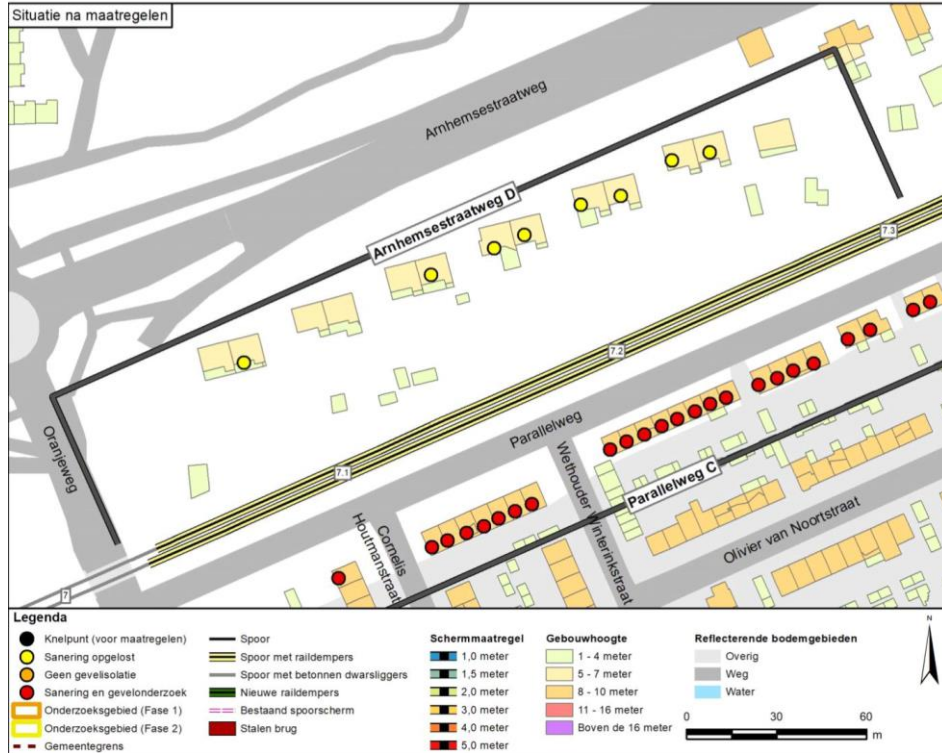 Situatie na maatregelen
Arnhemsestraatweg
Arnhemsestraatweg D
7.3
7.2
Oranjeweg
Parallelweg
7.1
Wethouder Winterinkstraat
Parallelweg C
Cornelis
Houtmanstraat
Olivier van Noortstraat
7
Legenda
Knelpunt (voor maatregelen)
Sanering opgelost
Geen gevelisolatie
Sanering en gevelonderzoek
Onderzoeksgebied (Fase 1)
Onderzoeksgebied (Fase 2)
Gemeentegrens
Spoor
Spoor met raildempers
Spoor met betonnen dwarsliggers
Nieuwe raildempers
Bestaand spoorscherm
Stalen brug
Schermmaatregel
1,0 meter
1,5 meter
2,0 meter
3,0 meter
4,0 meter
5,0 meter
Gebouwhoogte
1 - 4 meter
5 - 7 meter
8 - 10 meter
11 - 16 meter
Boven de 16 meter
Reflecterende bodemgebieden
Overig
Weg
Water
N
0 30 60
m